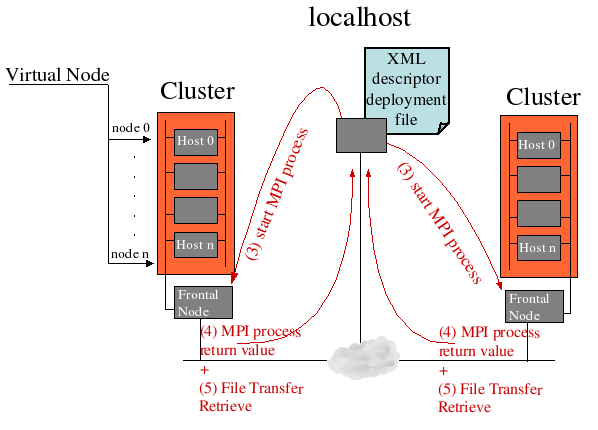 localhost
XML
descriptor
deployment
file
Virtual Node
Cluster
node 0
Host 0
Host n
node n
Frontal
Node
(3) start MPI process
(3) start MPI process
Cluster
Host 0
Host n
Frontal
Node
(4) MPI process
return value
+
(5) File Transfer
Retrieve
(4) MPI process
return value
+
(5) File Transfer
Retrieve